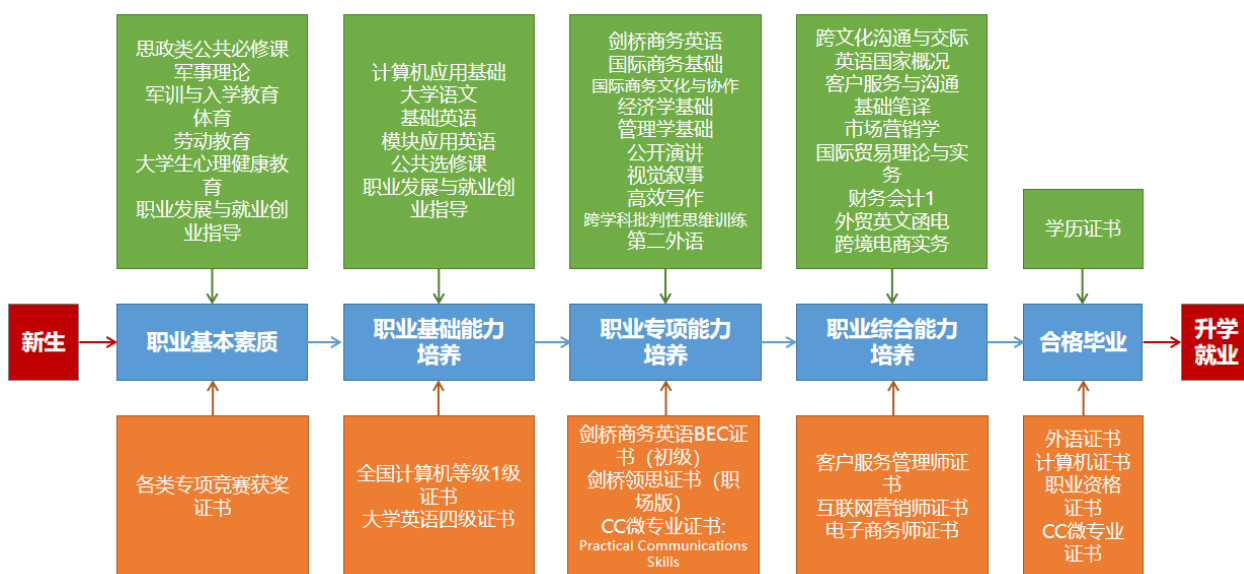 思政类公共必修课
军事理论
军训与入学教育
体育
劳动教育
大学生心理健康教
育
职业发展与就业创
业指导
计算机应用基础
大学语文
基础英语
模块应用英语
公共选修课
职业发展与就业创
业指导
剑桥商务英语
国际商务基础
国际商务文化与协作
经济学基础
管理学基础
公开演讲
视觉叙事
高效写作
跨学科批判性思维训练
第二外语
跨文化沟通与交际
英语国家概况
客户服务与沟通
基础笔译
市场营销学
国际贸易理论与实
务
财务会计1
外贸英文函电
跨境电商实务
学历证书
新生
职业基本素质
职业基础能力
培养
职业专项能力
培养
职业综合能力
培养
合格毕业
升学
就业
各类专项竞赛获奖
证书
全国计算机等级1级
证书
大学英语四级证书
剑桥商务英语BEC证
书（初级）
剑桥领思证书（职
场版）
CC微专业证书:
Practical Communications
Skills
客户服务管理师证
书
互联网营销师证书
电子商务师证书
外语证书
计算机证书
职业资格
证书
CC微专业
证书